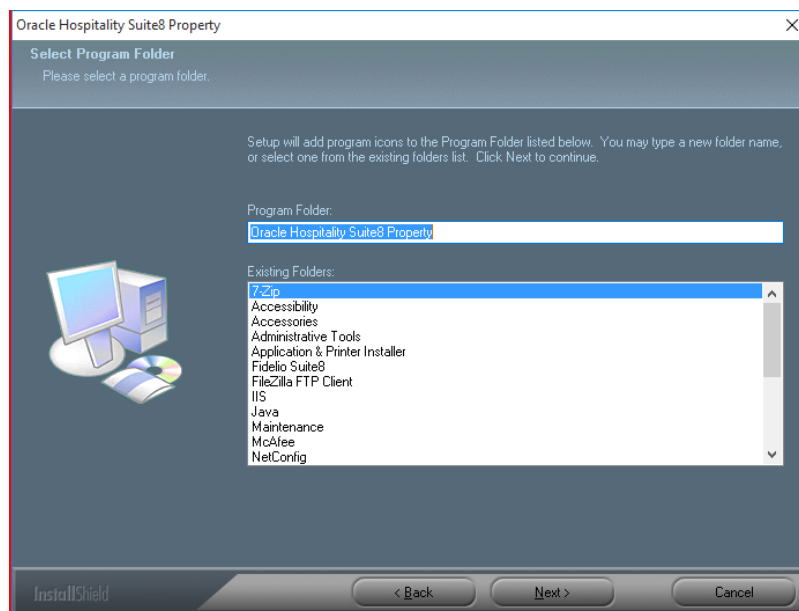 Oracle Hospitality Suite8 Property
Select Program Folder
Please select a program folder.
Setup will add program icons to the Program Folder listed below. You may type a new folder name,
or select one from the existing folders list. Click Next to continue.
Program Folder:
Oracle Hospitality Suite8 Property
Existing Folders:
7-Zip
Accessibility
Accessories
Administrative Tools
Application & Printer Installer
Fidelio Suite8
FileZilla FTP Client
IIS
Java
Maintenance
McAfee
NetConfig
InstallShield
< Back
Next >
Cancel